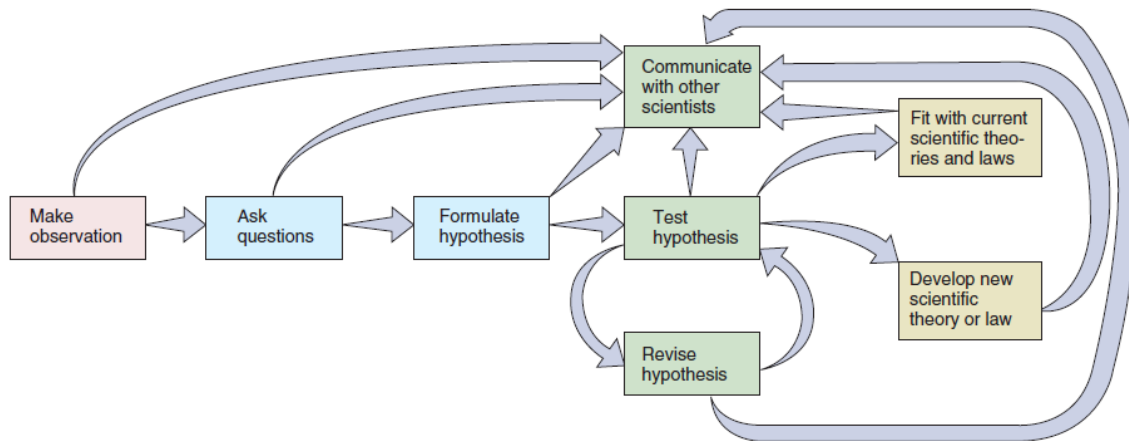 Communicate
with other
scientists
Fit with current
scientific theo-
ries and laws
Make
observation
Ask
questions
Formulate
hypothesis
Test
hypothesis
Develop new
scientific
theory or law
Revise
hypothesis